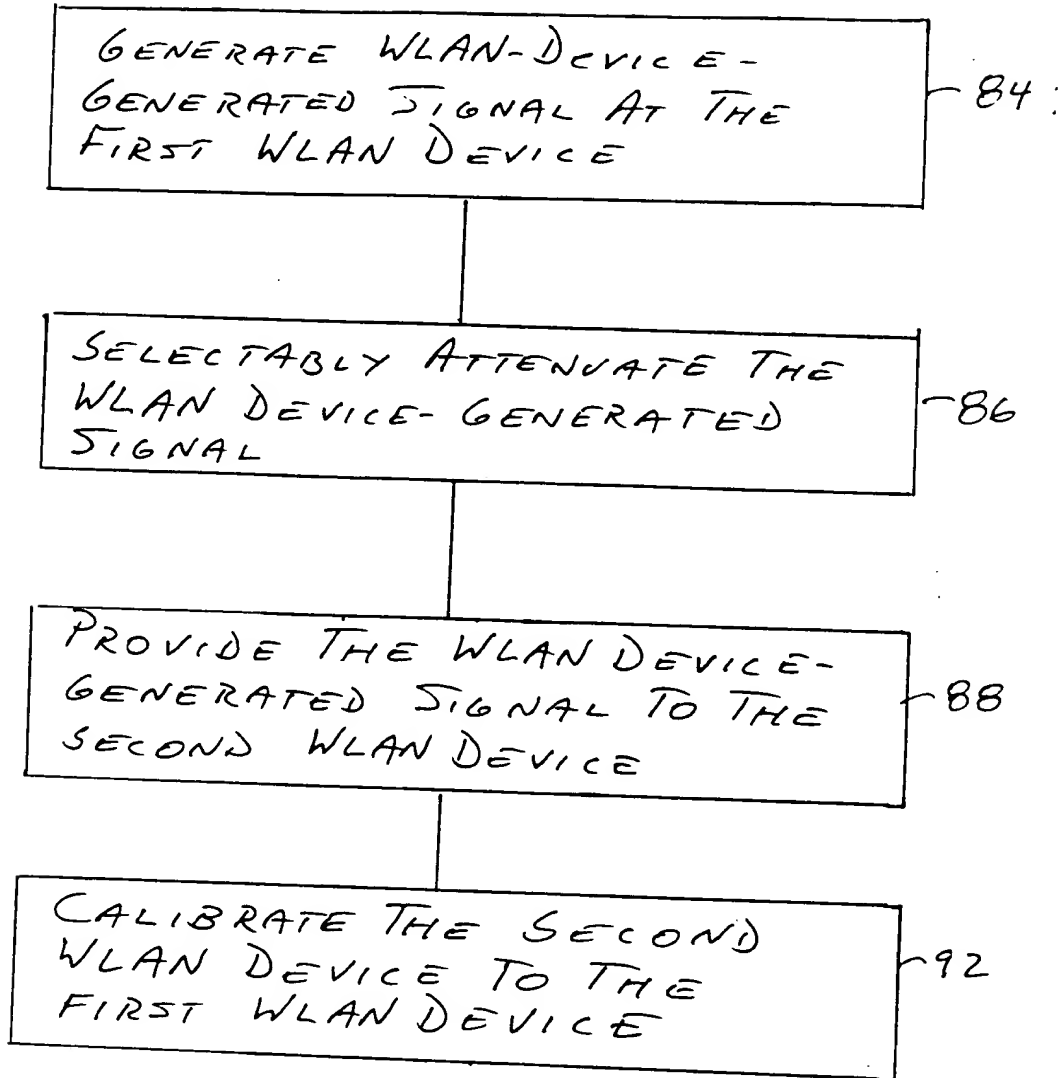 GENERATE WLAN-DEVICE-
GENERATED SIGNAL AT THE
FIRST WLAN DEVICE
84
SELECTABLY ATTENUATE THE
WLAN DEVICE-GENERATED
SIGNAL
86
PROVIDE THE WLAN DEVICE-
GENERATED SIGNAL TO THE
SECOND WLAN DEVICE
88
CALIBRATE THE SECOND
WLAN DEVICE TO THE
FIRST WLAN DEVICE
92